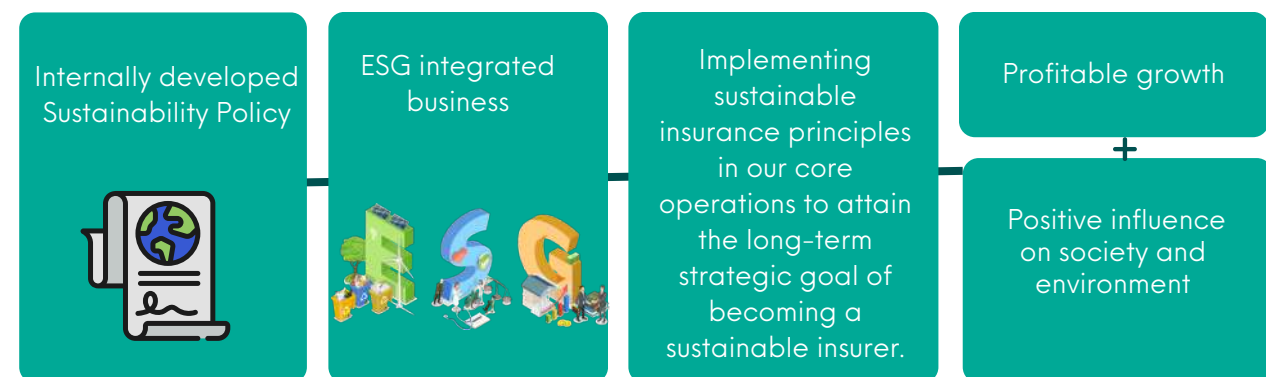 Internally developed
Sustainability Policy
ESG integrated
business
E S G
Implementing
sustainable
insurance principles
in our core
operations to attain
the long-term
strategic goal of
becoming a
sustainable insurer.
Profitable growth
+
Positive influence
on society and
environment